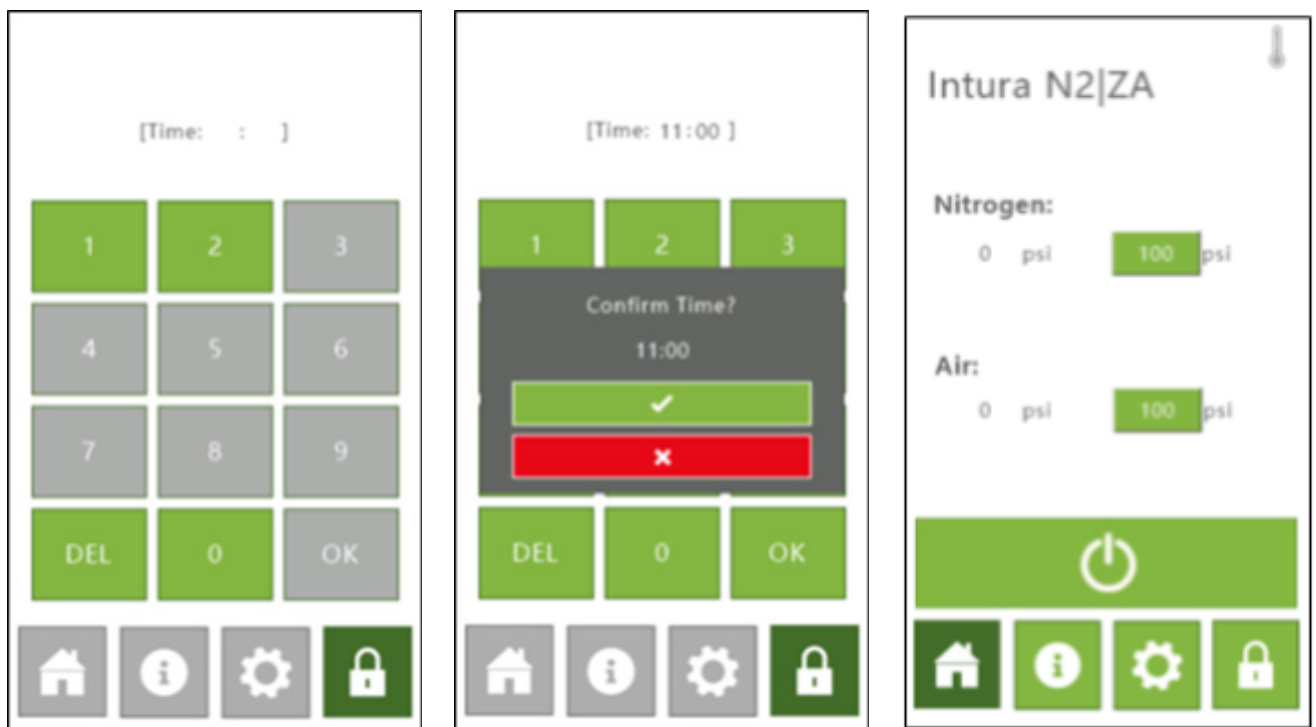 [Time: : ]
1 2 3
4 5 6
7 8 9
DEL 0 OK
[Time: 11:00 ]
1 2 3
Confirm Time?
11:00
DEL 0 OK
Intura N2|ZA
Nitrogen:
0 psi 100 psi
Air:
0 psi 100 psi